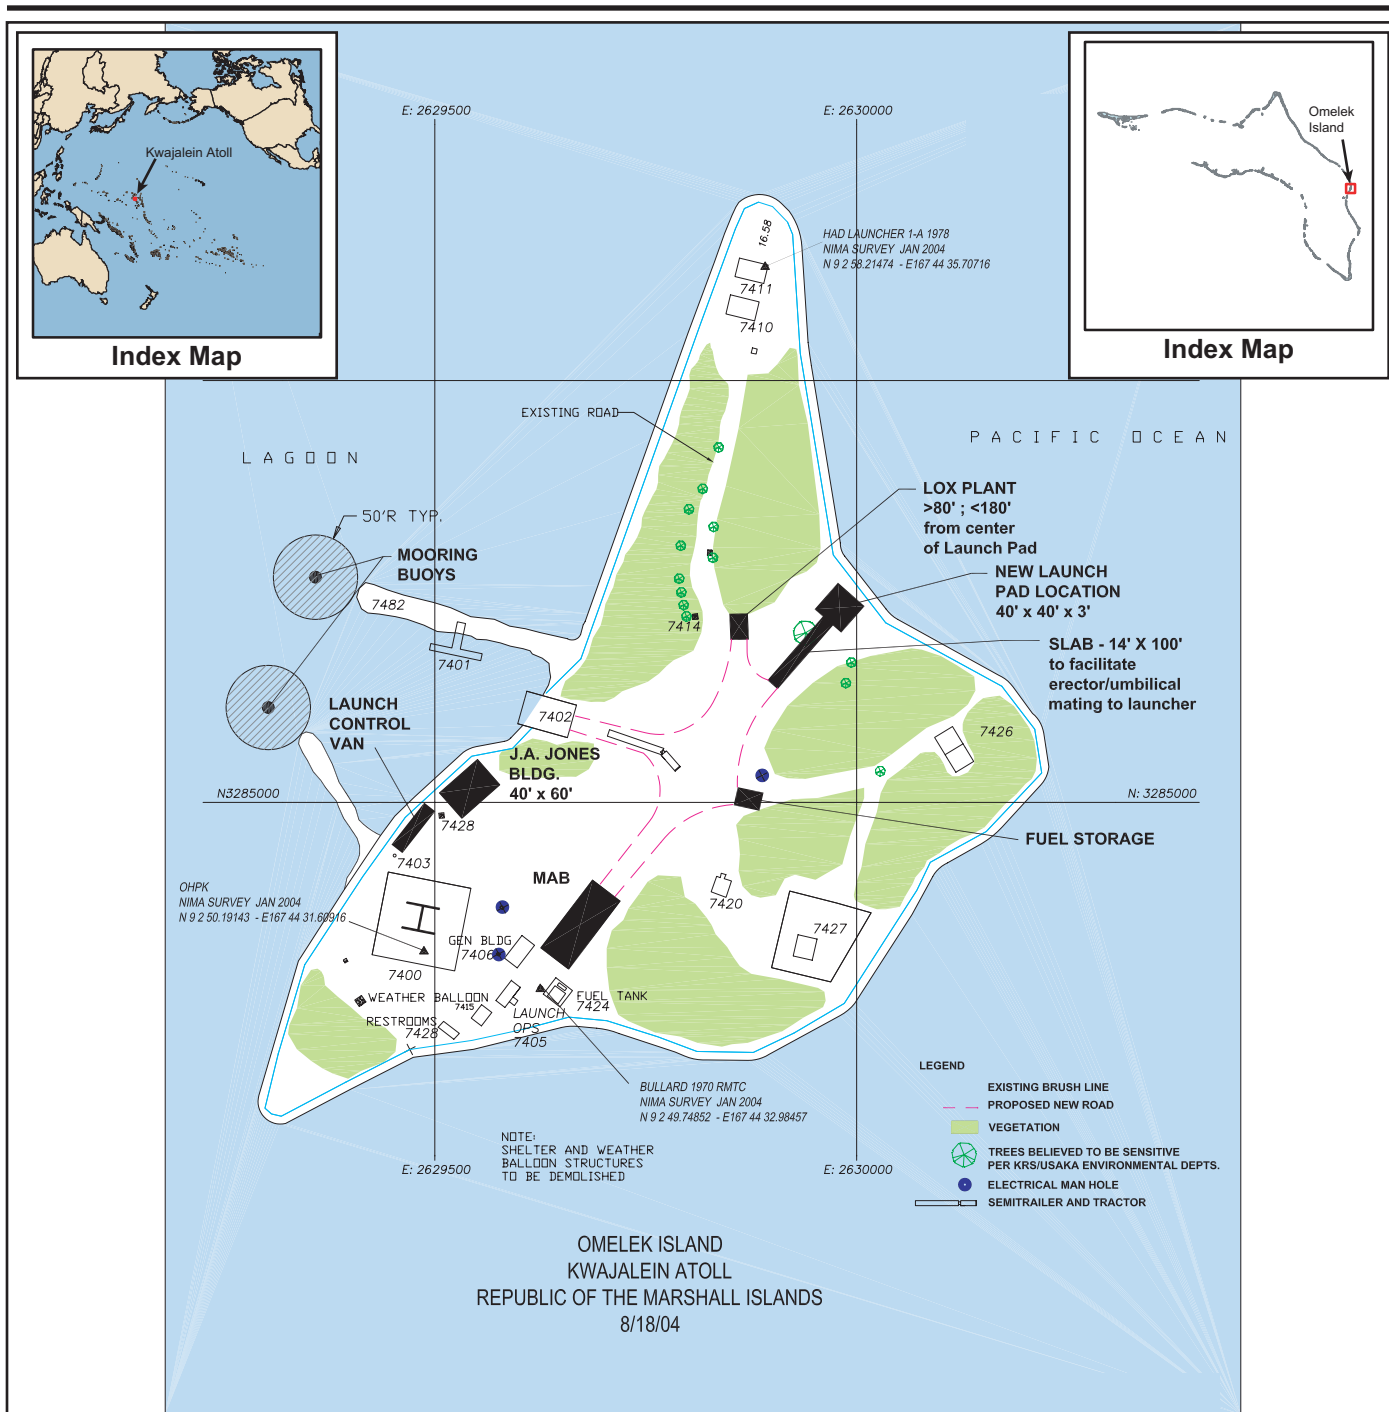 Kwajalein Atoll
Index Map
Omelek
Island
Index Map
E: 2629500
E: 2630000
16.58
HAD LAUNCHER 1-A 1978
NIMA SURVEY JAN 2004
N 9 2 58.21474 - E167 44 35.70716
7411
7410
EXISTING ROAD
LAGOON
PACIFIC OCEAN
LOX PLANT
>80' ; <180'
from center
of Launch Pad
50'R TYP.
MOORING
BUOYS
NEW LAUNCH
PAD LOCATION
40' x 40' x 3'
7482
7401
7414
SLAB - 14' X 100'
to facilitate
erector/umbilical
mating to launcher
LAUNCH
CONTROL
VAN
7402
7426
J.A. JONES
BLDG.
40' x 60'
N3285000
N: 3285000
7428
7403
FUEL STORAGE
MAB
OHPK
NIMA SURVEY JAN 2004
N 9 2 50.19143 - E167 44 31.60916
7420
7427
GEN BLDG
7406
7400
WEATHER BALLOON
7415
FUEL TANK
7424
RESTROOMS
7428
LAUNCH
OPS
7405
BULLARD 1970 RMTC
NIMA SURVEY JAN 2004
N 9 2 49.74852 - E167 44 32.98457
NOTE:
SHELTER AND WEATHER
BALLOON STRUCTURES
TO BE DEMOLISHED
E: 2629500
E: 2630000
LEGEND
EXISTING BRUSH LINE
PROPOSED NEW ROAD
VEGETATION
TREES BELIEVED TO BE SENSITIVE
PER KRS/USAKA ENVIRONMENTAL DEPTS.
ELECTRICAL MAN HOLE
SEMITRAILER AND TRACTOR
OMELEK ISLAND
KWAJALEIN ATOLL
REPUBLIC OF THE MARSHALL ISLANDS
8/18/04